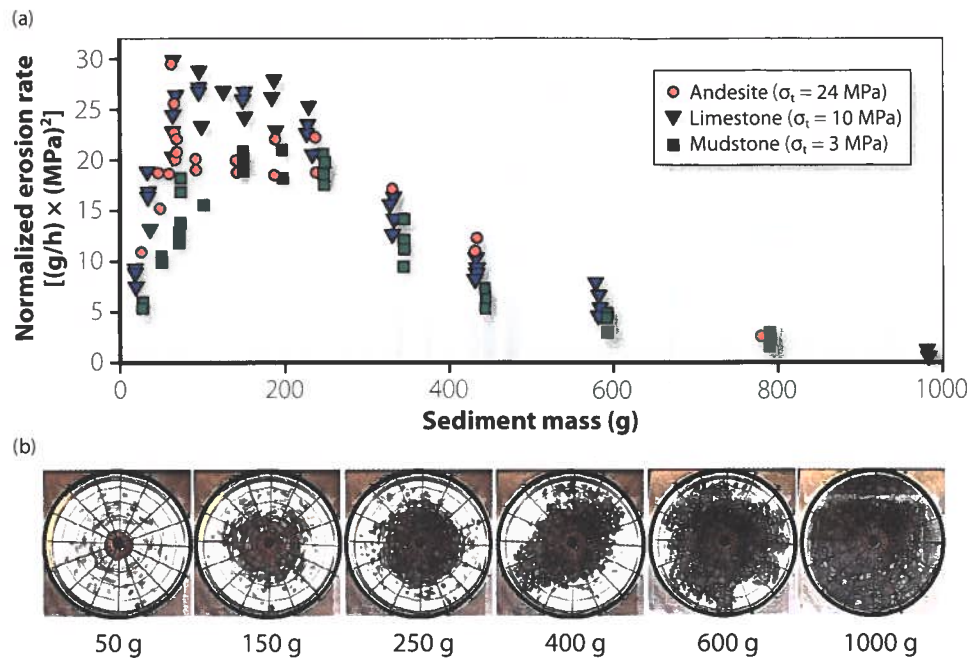 (a)
Normalized erosion rate
[(g/h) × (MPa)²]
30
25
20
15
10
5
0
Andesite (σt = 24 MPa)
Limestone (σt = 10 MPa)
Mudstone (σt = 3 MPa)
0 200 400 600 800 1000
Sediment mass (g)
(b)
50 g 150 g 250 g 400 g 600 g 1000 g